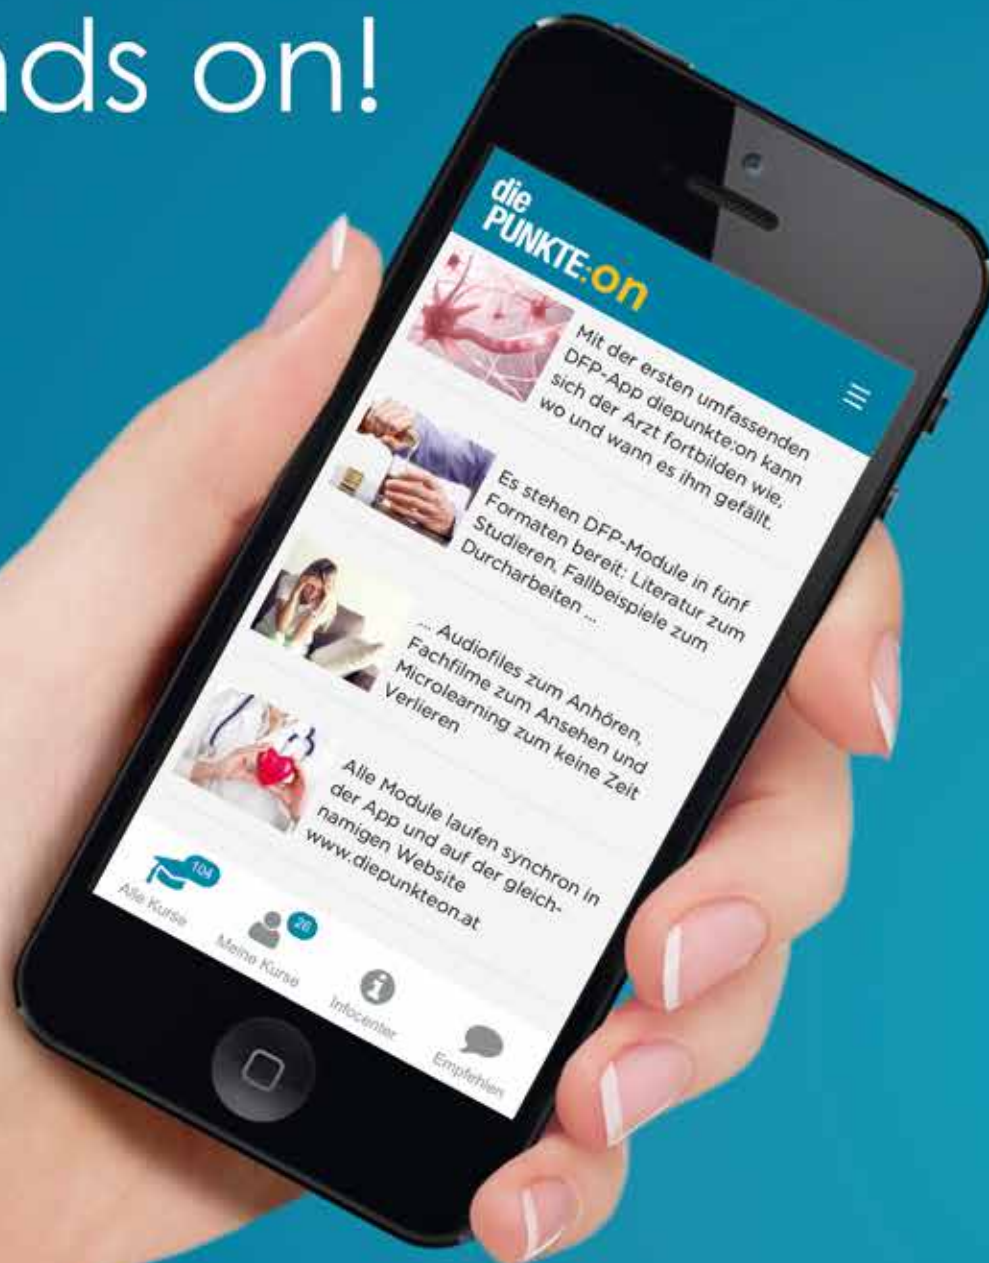 nds on!
die
PUNKTE:on
Mit der ersten umfassenden
DFP-App diepunkte:on kann
sich der Arzt fortbilden wie,
wo und wann es ihm gefällt.
Es stehen DFP-Module in fünf
Formaten bereit: Literatur zum
Studieren, Fallbeispiele zum
Durcharbeiten ...
... Audiofiles zum Anhören,
Fachfilme zum Ansehen und
Microlearning zum keine Zeit
Verlieren
Alle Module laufen synchron in
der App und auf der gleich-
namigen Website
www.diepunkteon.at
104
Alle Kurse
26
Meine Kurse
Infocenter
Empfehlen